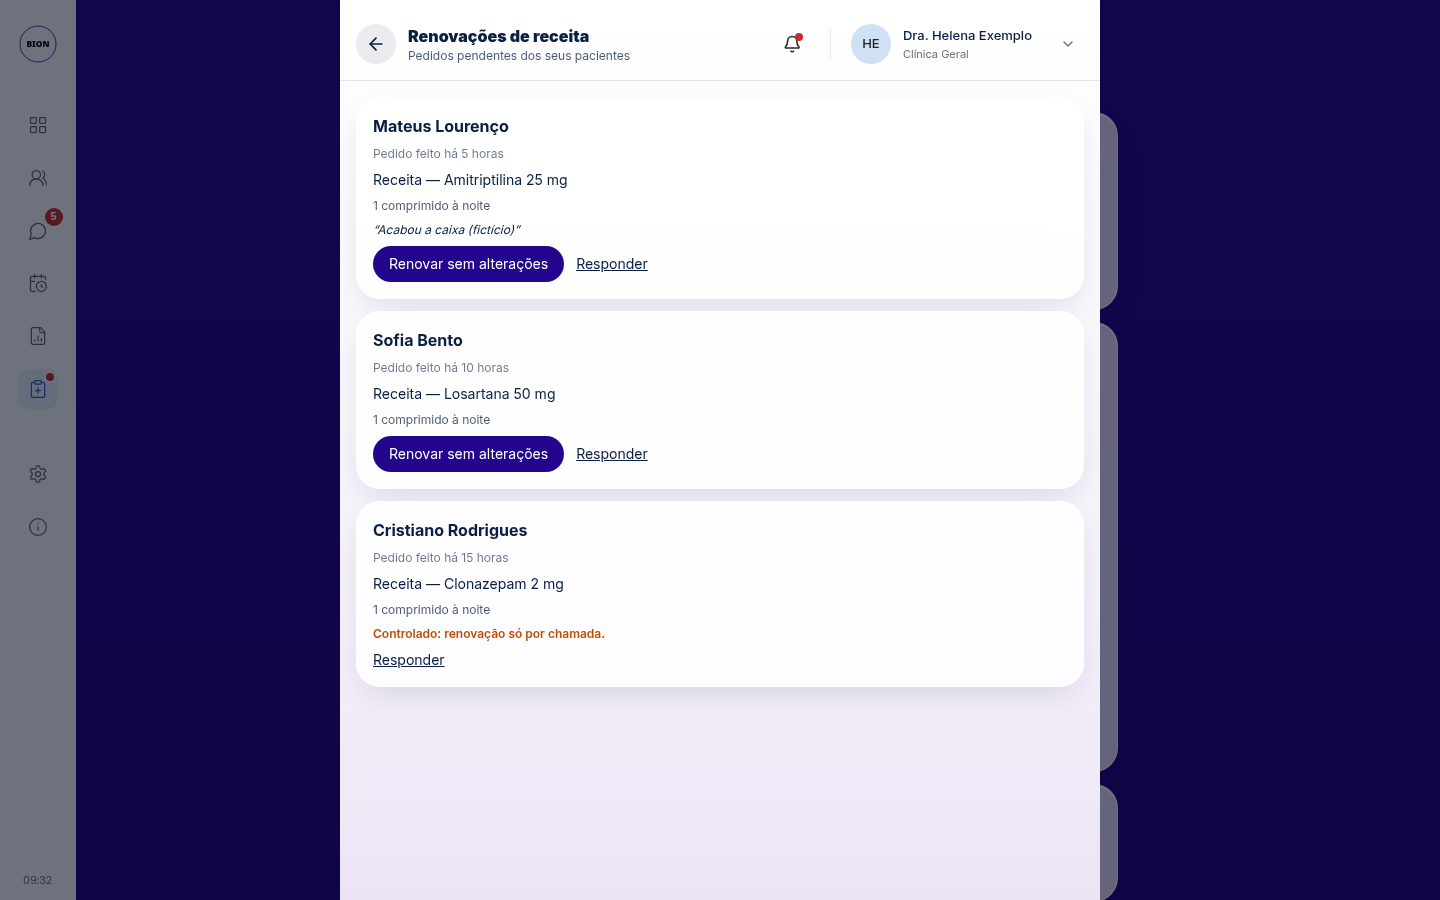 BION
Renovações de receita
Pedidos pendentes dos seus pacientes
HE
Dra. Helena Exemplo
Clínica Geral
5
Mateus Lourenço
Pedido feito há 5 horas
Receita — Amitriptilina 25 mg
1 comprimido à noite
“Acabou a caixa (fictício)”
Renovar sem alterações
Responder
Sofia Bento
Pedido feito há 10 horas
Receita — Losartana 50 mg
1 comprimido à noite
Renovar sem alterações
Responder
Cristiano Rodrigues
Pedido feito há 15 horas
Receita — Clonazepam 2 mg
1 comprimido à noite
Controlado: renovação só por chamada.
Responder
09:32